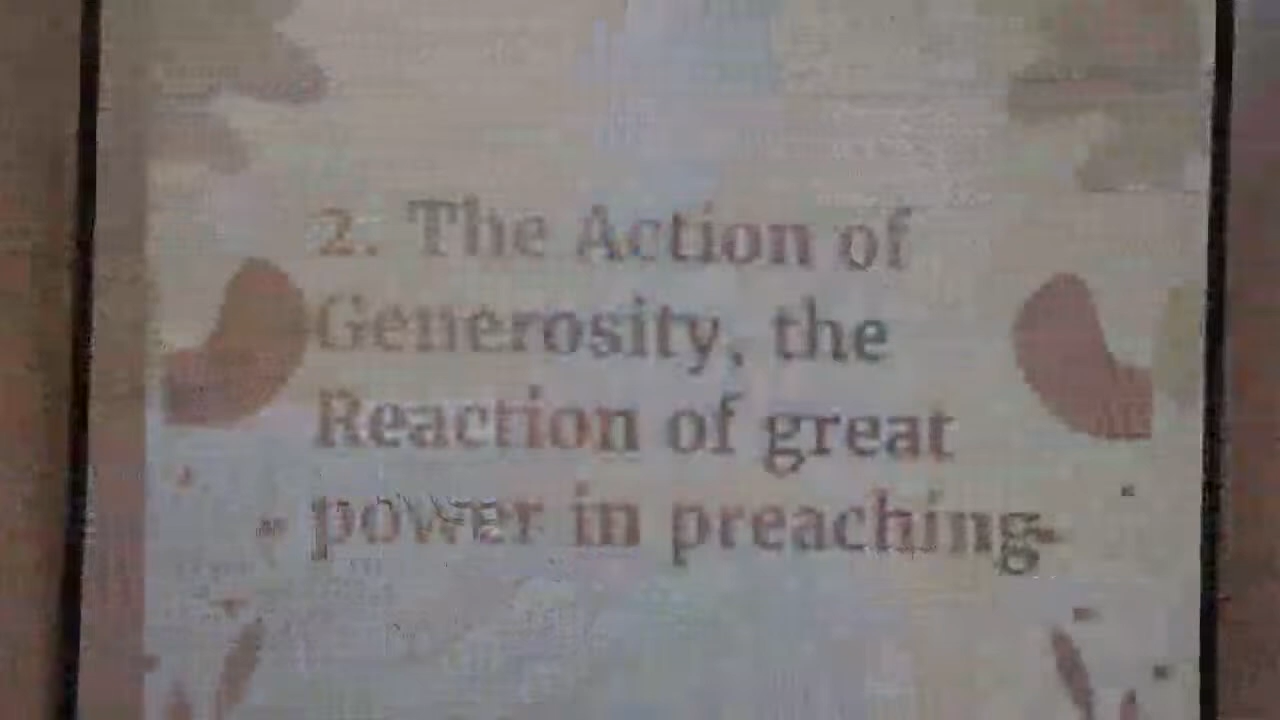 2. The Action of
Generosity, the
Reaction of great
power in preaching